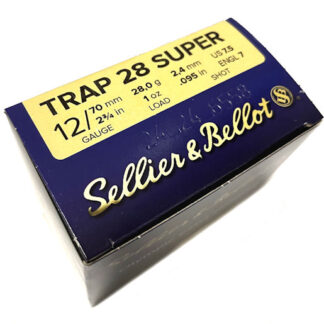 TRAP 28 SUPER
12/ 70 mm 28.0 g 2.4 mm US 7.5
2¾ in 1 oz .095 in ENGL 7
GAUGE LOAD SHOT
Sellier & Bellot